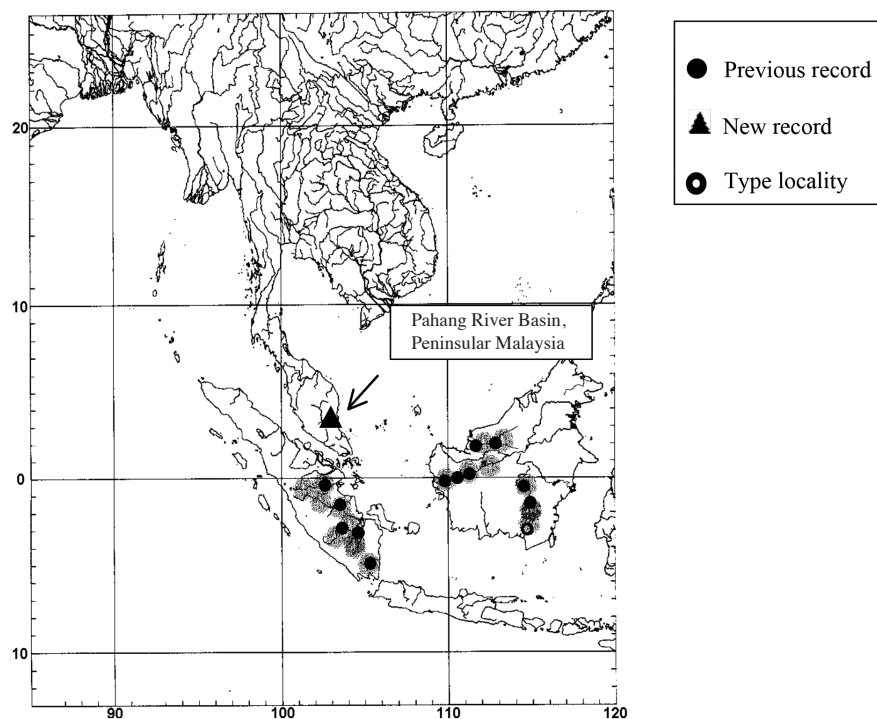 Previous record
New record
Type locality
20
10
Pahang River Basin,
Peninsular Malaysia
0
10
90
100
110
120